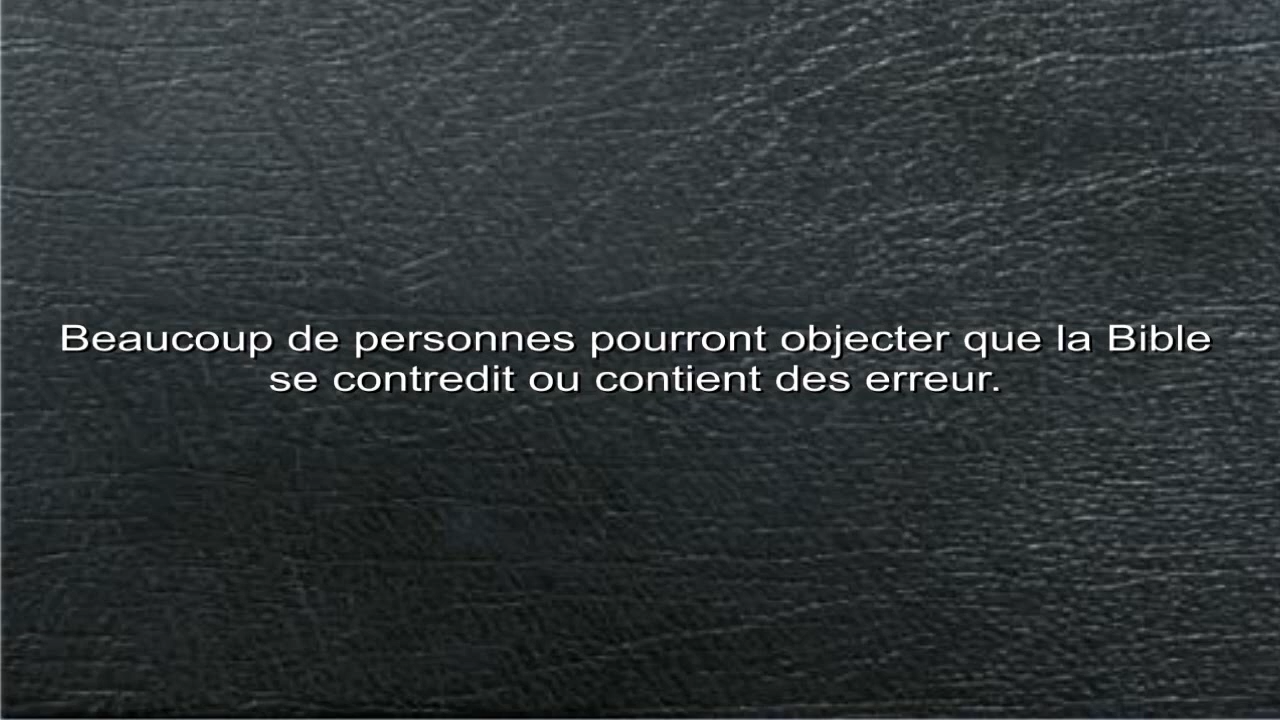 Beaucoup de personnes pourront objecter que la Bible
se contredit ou contient des erreur.